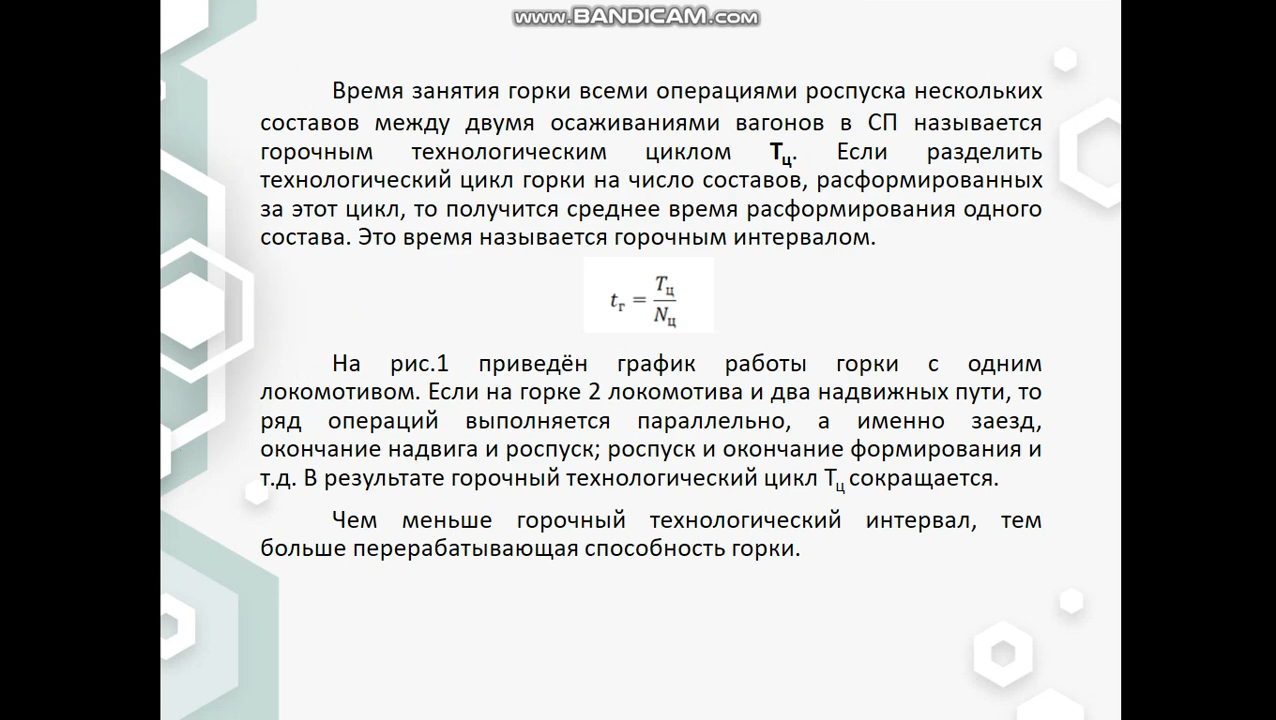 WWW.BANDICAM.COM
Время занятия горки всеми операциями роспуска нескольких
составов между двумя осаживаниями вагонов в СП называется
горочным технологическим циклом Тц. Если разделить
технологический цикл горки на число составов, расформированных
за этот цикл, то получится среднее время расформирования одного
состава. Это время называется горочным интервалом.
tг = Tц / Nц
На рис.1 приведён график работы горки с одним
локомотивом. Если на горке 2 локомотива и два надвижных пути, то
ряд операций выполняется параллельно, а именно заезд,
окончание надвига и роспуск; роспуск и окончание формирования и
т.д. В результате горочный технологический цикл Тц сокращается.
Чем меньше горочный технологический интервал, тем
больше перерабатывающая способность горки.